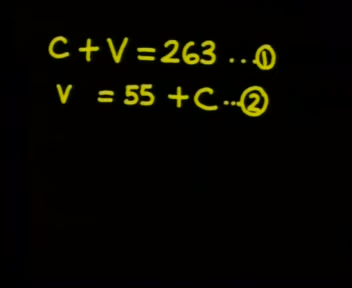 C + V = 263 ...①
V = 55 + C ...②